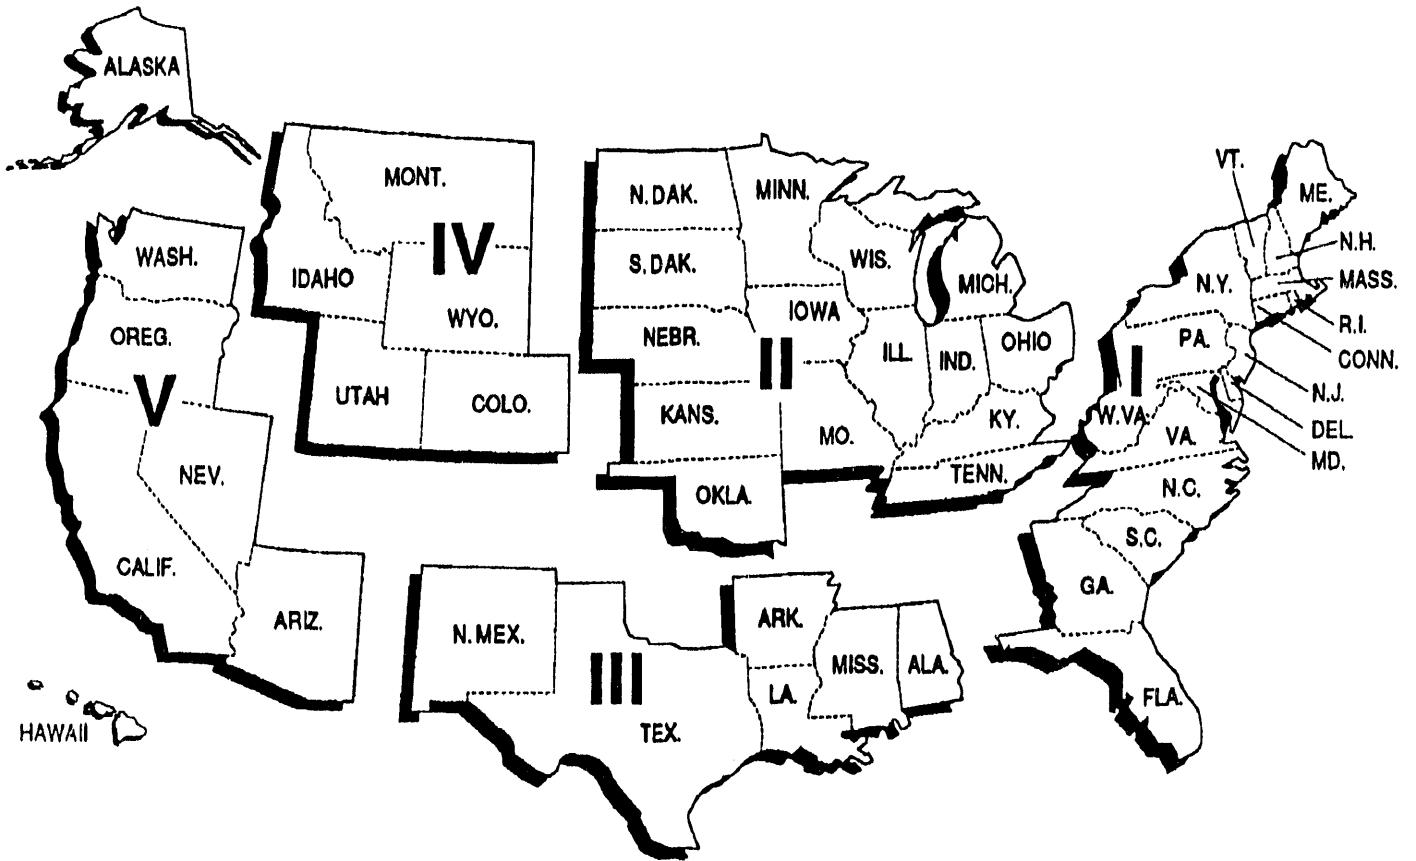 ALASKA
VT.
ME.
MONT.
N. DAK.
MINN.
WASH.
IV
N.H.
IDAHO
S. DAK.
WIS.
MICH.
N.Y.
MASS.
WYO.
IOWA
R.I.
OREG.
NEBR.
ILL.
IND.
OHIO
PA.
CONN.
V
UTAH
COLO.
II
I
N.J.
KANS.
MO.
KY.
W.VA.
VA.
DEL.
MD.
NEV.
OKLA.
TENN.
N.C.
S.C.
CALIF.
ARIZ.
N. MEX.
ARK.
GA.
III
MISS.
ALA.
LA.
FLA.
HAWAII
TEX.